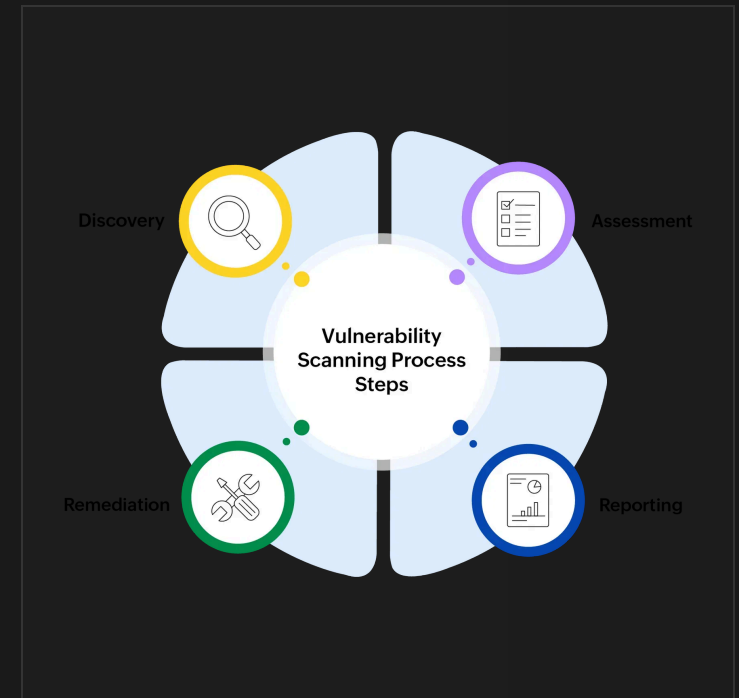 Discovery
Assessment
Vulnerability
Scanning Process
Steps
Remediation
Reporting